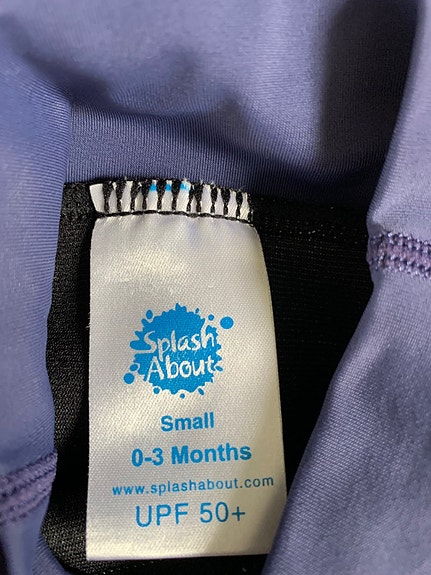 Splash
About
Small
0-3 Months
www.splashabout.com
UPF 50+